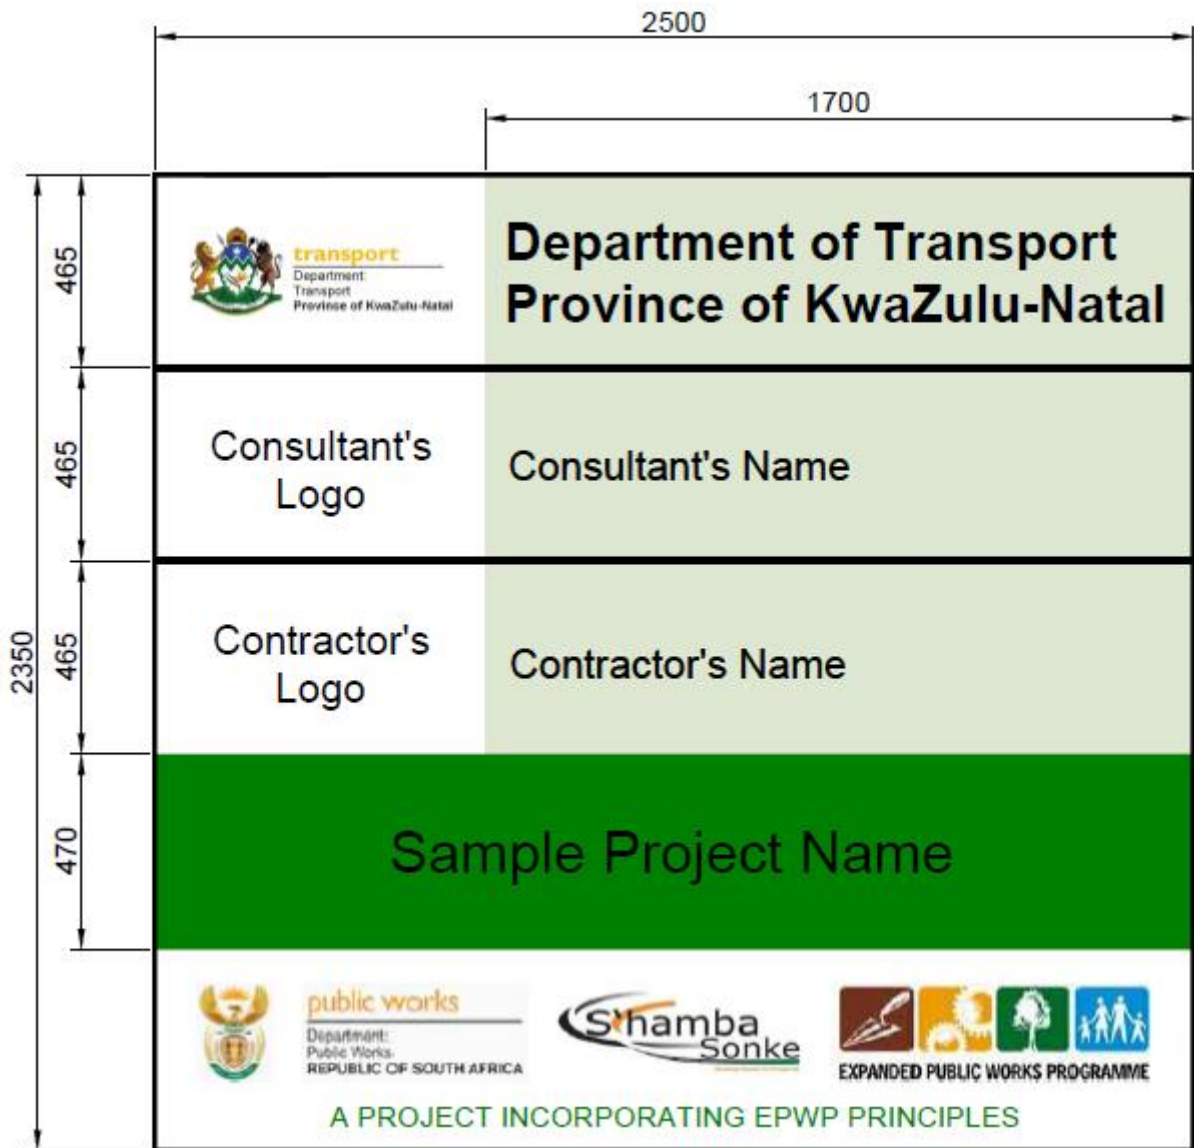 2500
1700
465
transport
Department
Transport
Province of KwaZulu-Natal
Department of Transport
Province of KwaZulu-Natal
465
Consultant's
Logo
Consultant's Name
2350
465
Contractor's
Logo
Contractor's Name
470
Sample Project Name
public works
Department:
Public Works
REPUBLIC OF SOUTH AFRICA
S'hamba
Sonke
EXPANDED PUBLIC WORKS PROGRAMME
A PROJECT INCORPORATING EPWP PRINCIPLES